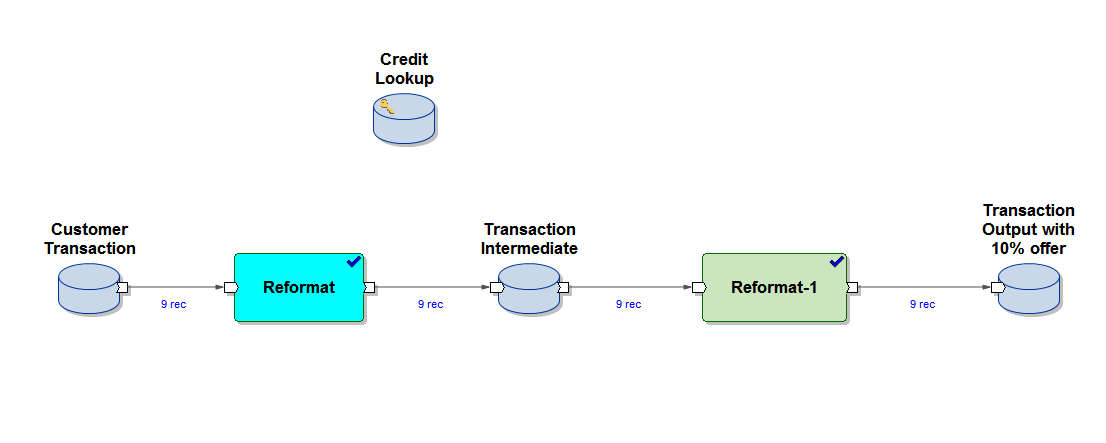 Credit
Lookup
Customer
Transaction
Transaction
Intermediate
Transaction
Output with
10% offer
Reformat
Reformat-1
9 rec
9 rec
9 rec
9 rec